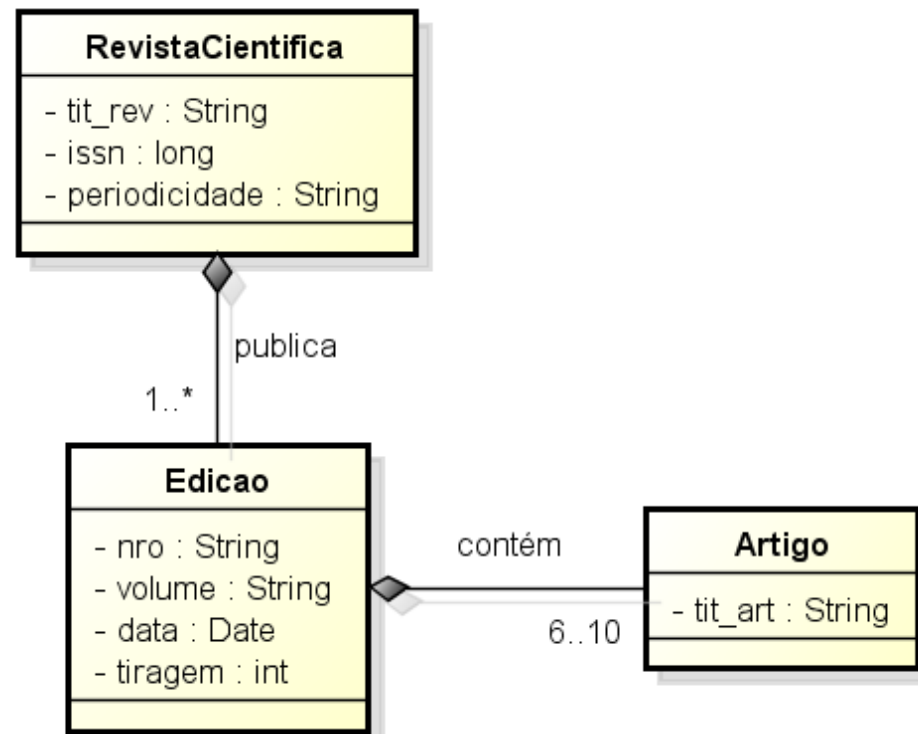 RevistaCientifica
- tit_rev : String
- issn : long
- periodicidade : String
publica
1..*
Edicao
- nro : String
- volume : String
- data : Date
- tiragem : int
contém
6..10
Artigo
- tit_art : String